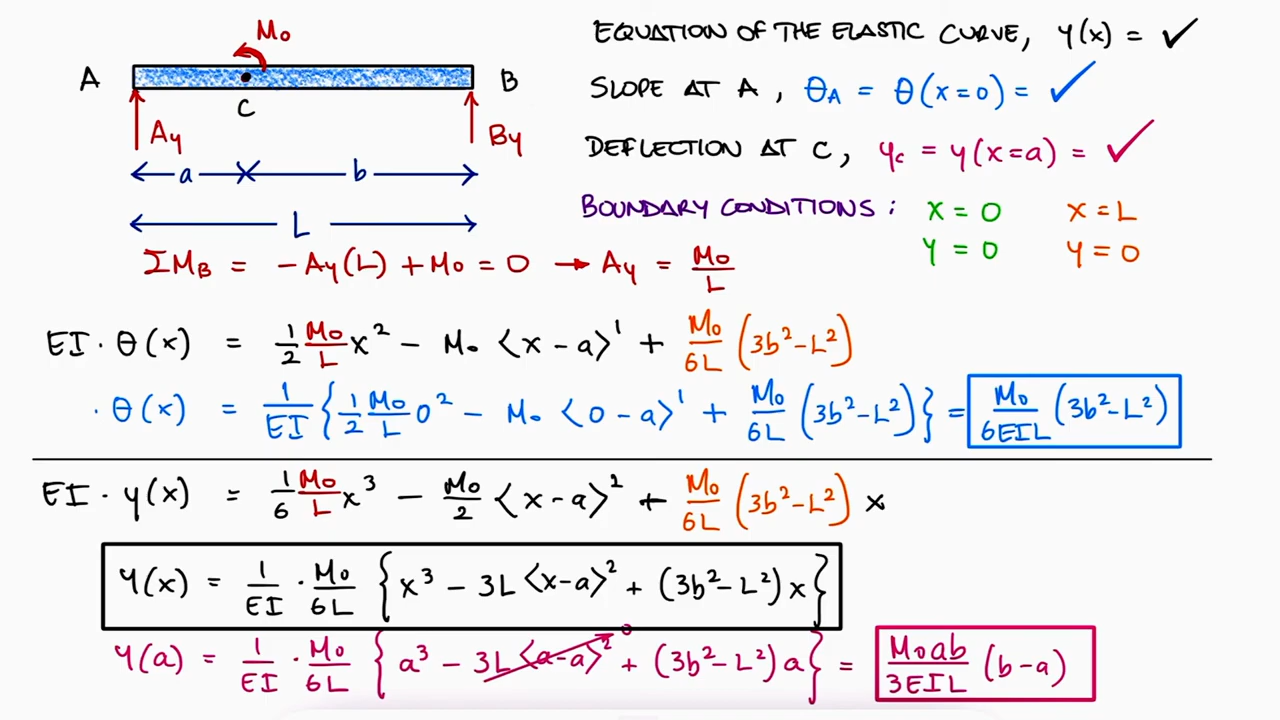 M₀
A
B
C
Ay
By
a
b
L
EQUATION OF THE ELASTIC CURVE, y(x) = ✓
SLOPE AT A, θ_A = θ(x=0) = ✓
DEFLECTION AT C, y_C = y(x=a) = ✓
BOUNDARY CONDITIONS: x = 0 x = L
y = 0 y = 0
ΣM_B = -Ay(L) + M₀ = 0 → Ay = M₀/L
EI · θ(x) = 1/2 M₀/L x² - M₀ <x-a>¹ + M₀/6L (3b²-L²)
· θ(x) = 1/EI {1/2 M₀/L 0² - M₀ <0-a>¹ + M₀/6L (3b²-L²)} = M₀/6EIL (3b²-L²)
EI · y(x) = 1/6 M₀/L x³ - M₀/2 <x-a>² + M₀/6L (3b²-L²) x
y(x) = 1/EI · M₀/6L {x³ - 3L <x-a>² + (3b²-L²)x}
y(a) = 1/EI · M₀/6L {a³ - 3L <a-a>² 0 + (3b²-L²)a} = M₀ab/3EIL (b-a)